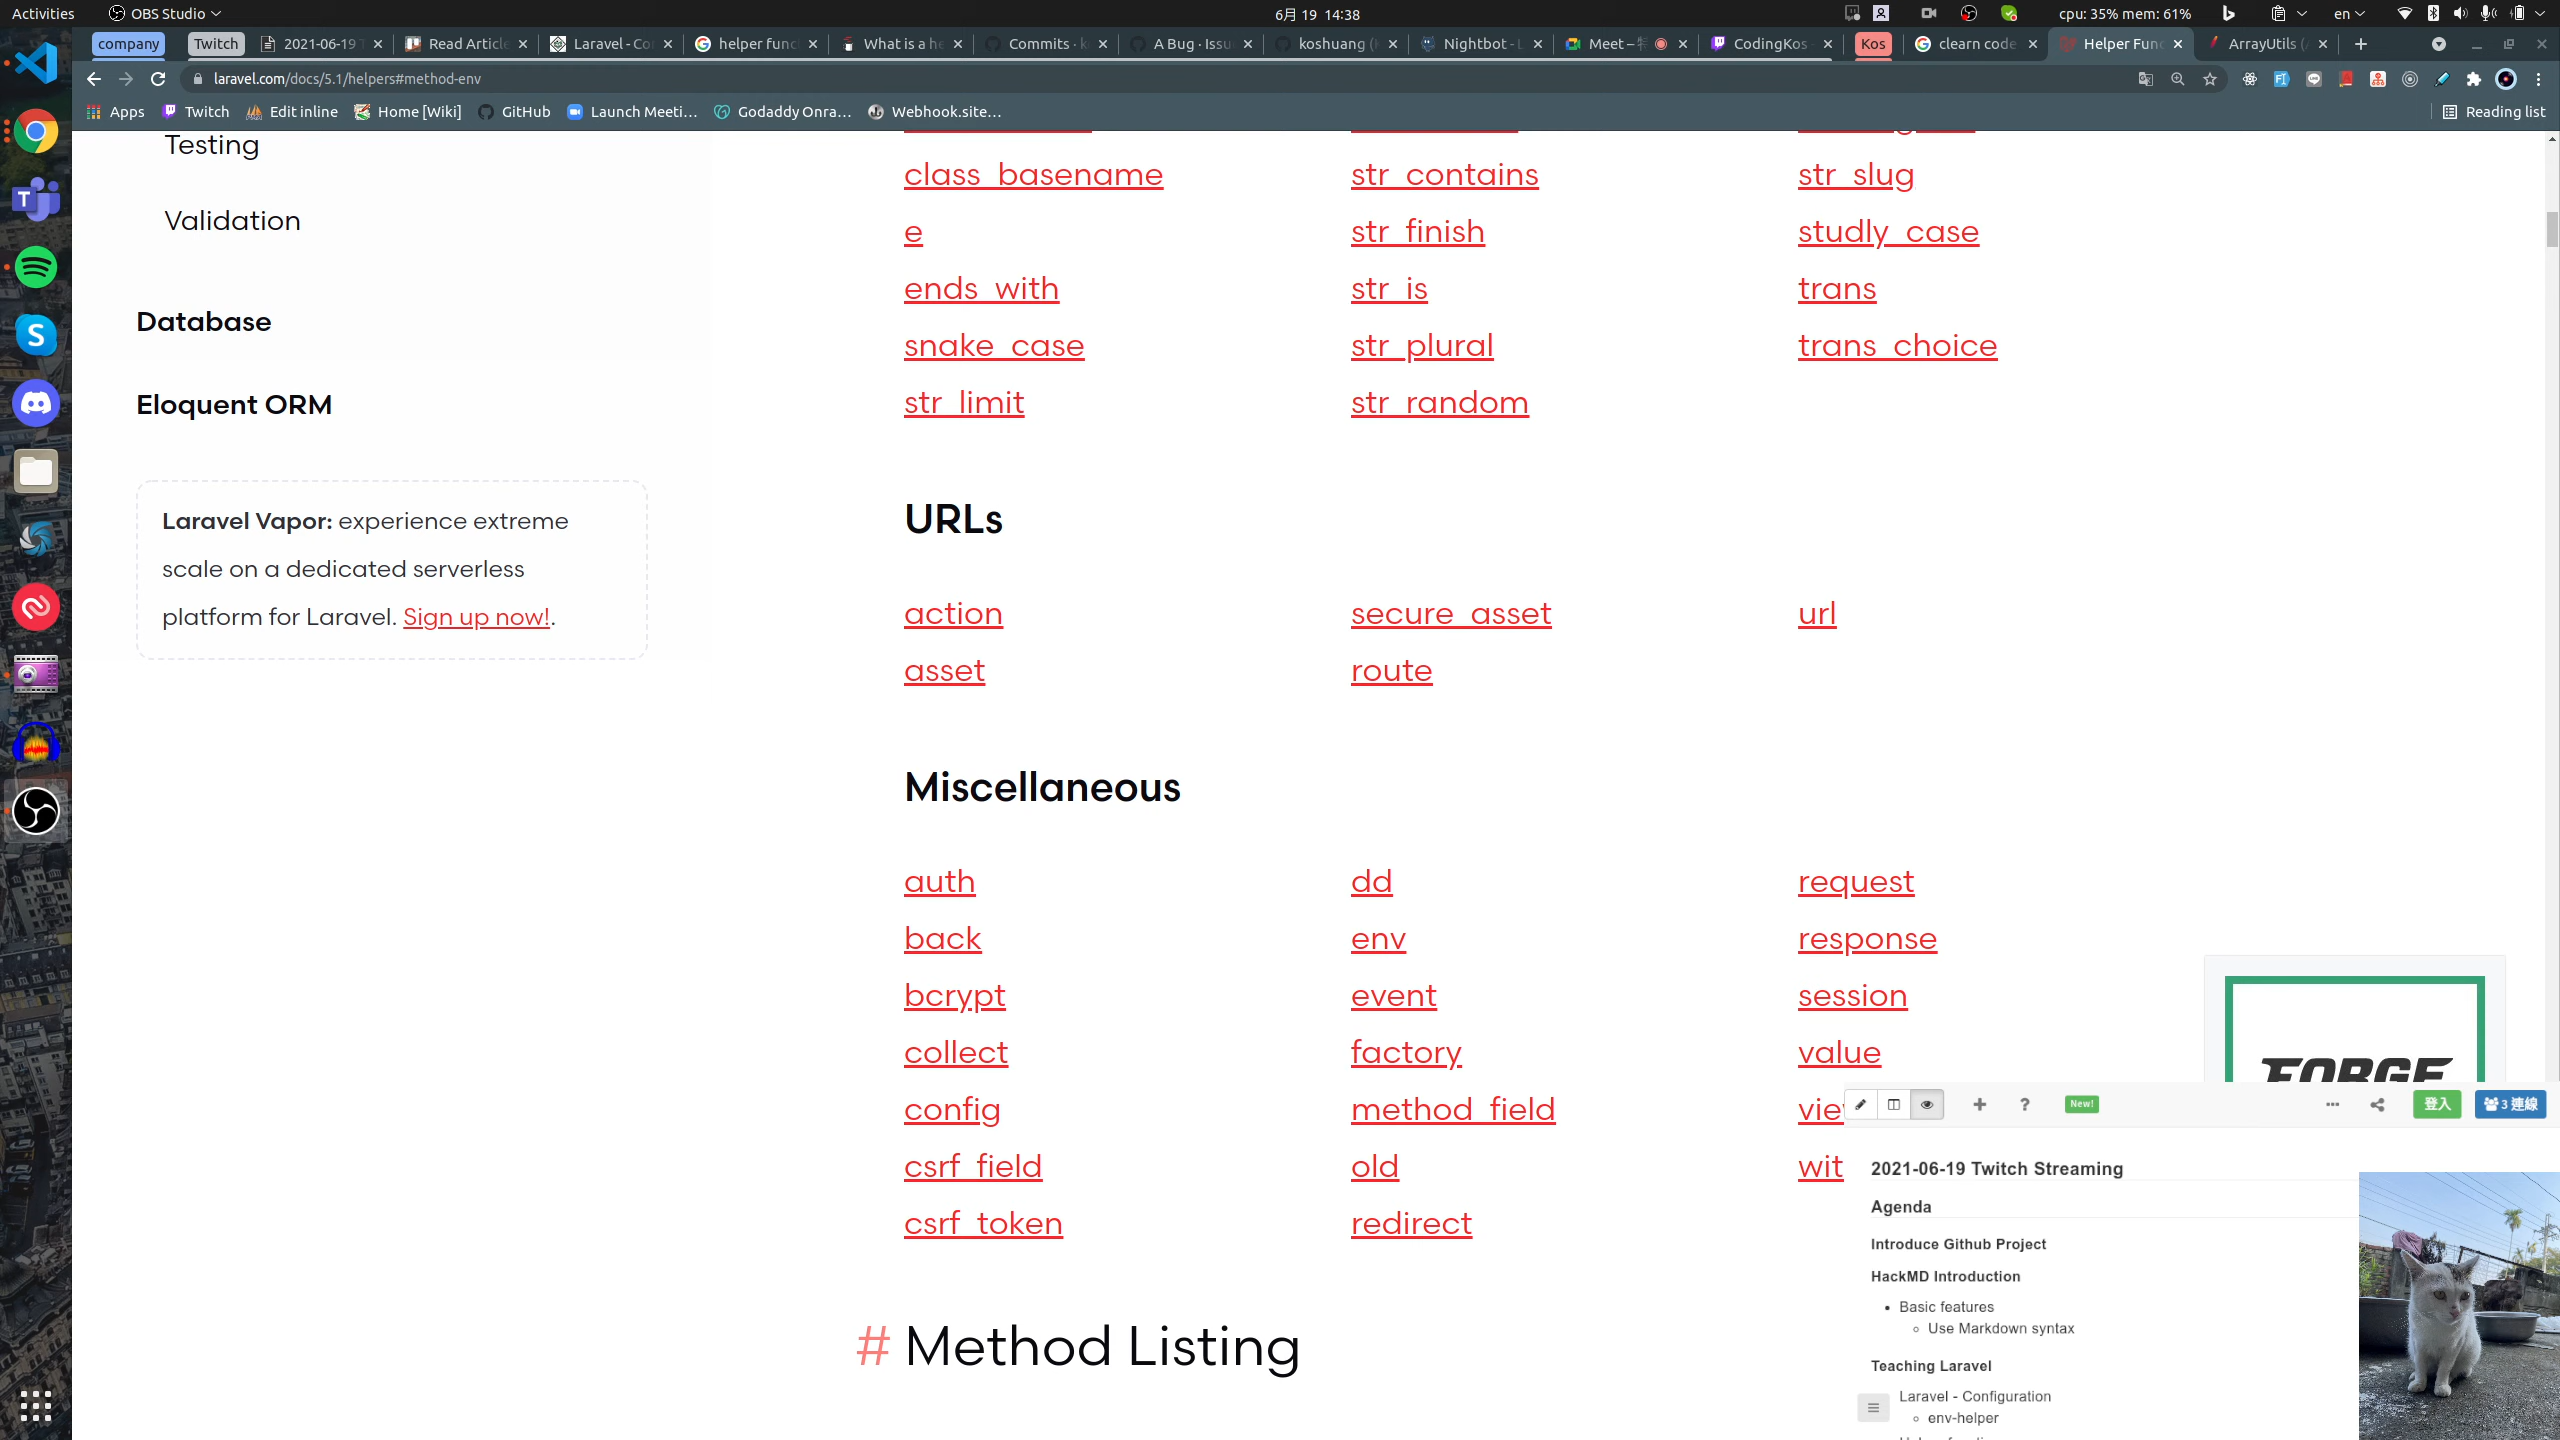 Activities OBS Studio 6月 19 14:38 cpu: 35% mem: 61% en
company Twitch 2021-06-19 T Read Article Laravel - Co helper func What is a he Commits · k A Bug · Issu koshuang ( Nightbot - L Meet – CodingKos Kos clearn code Helper Func ArrayUtils (
laravel.com/docs/5.1/helpers#method-env
Apps Twitch Edit inline Home [Wiki] GitHub Launch Meeti... Godaddy Onra... Webhook.site... Reading list
Testing
Validation
Database
Eloquent ORM
Laravel Vapor: experience extreme
scale on a dedicated serverless
platform for Laravel. Sign up now!.
class_basename str_contains str_slug
e str_finish studly_case
ends_with str_is trans
snake_case str_plural trans_choice
str_limit str_random
URLs
action secure_asset url
asset route
Miscellaneous
auth dd request
back env response
bcrypt event session
collect factory value
config method_field vie
csrf_field old wit
csrf_token redirect
# Method Listing
FORGE
? New! ••• 登入 3 連線
2021-06-19 Twitch Streaming
Agenda
Introduce Github Project
HackMD Introduction
• Basic features
◦ Use Markdown syntax
Teaching Laravel
Laravel - Configuration
◦ env-helper